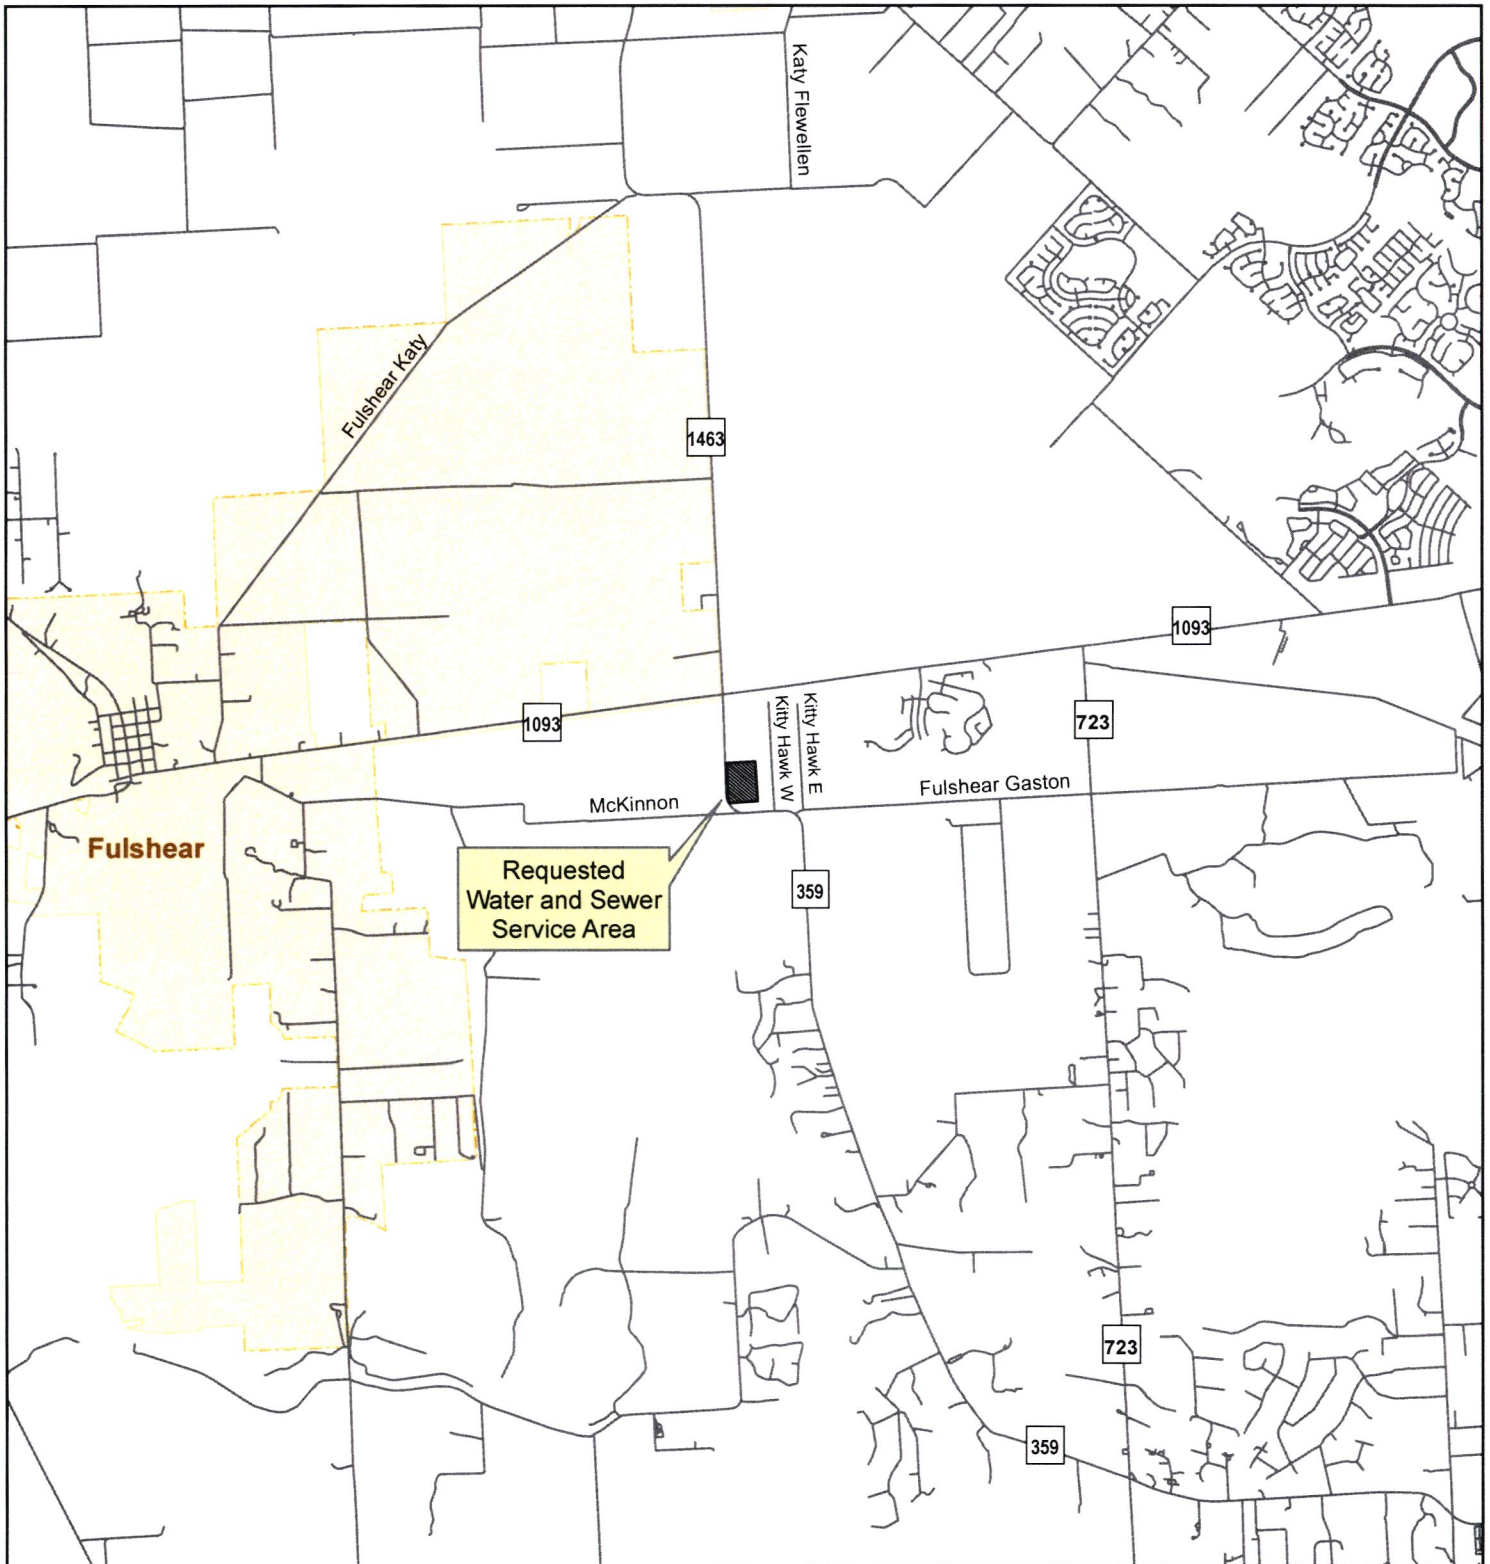 Katy Flewellen
Fulshear Katy
1463
1093
1093
Kitty Hawk W
Kitty Hawk E
723
Fulshear Gaston
McKinnon
Fulshear
Requested
Water and Sewer
Service Area
359
723
359